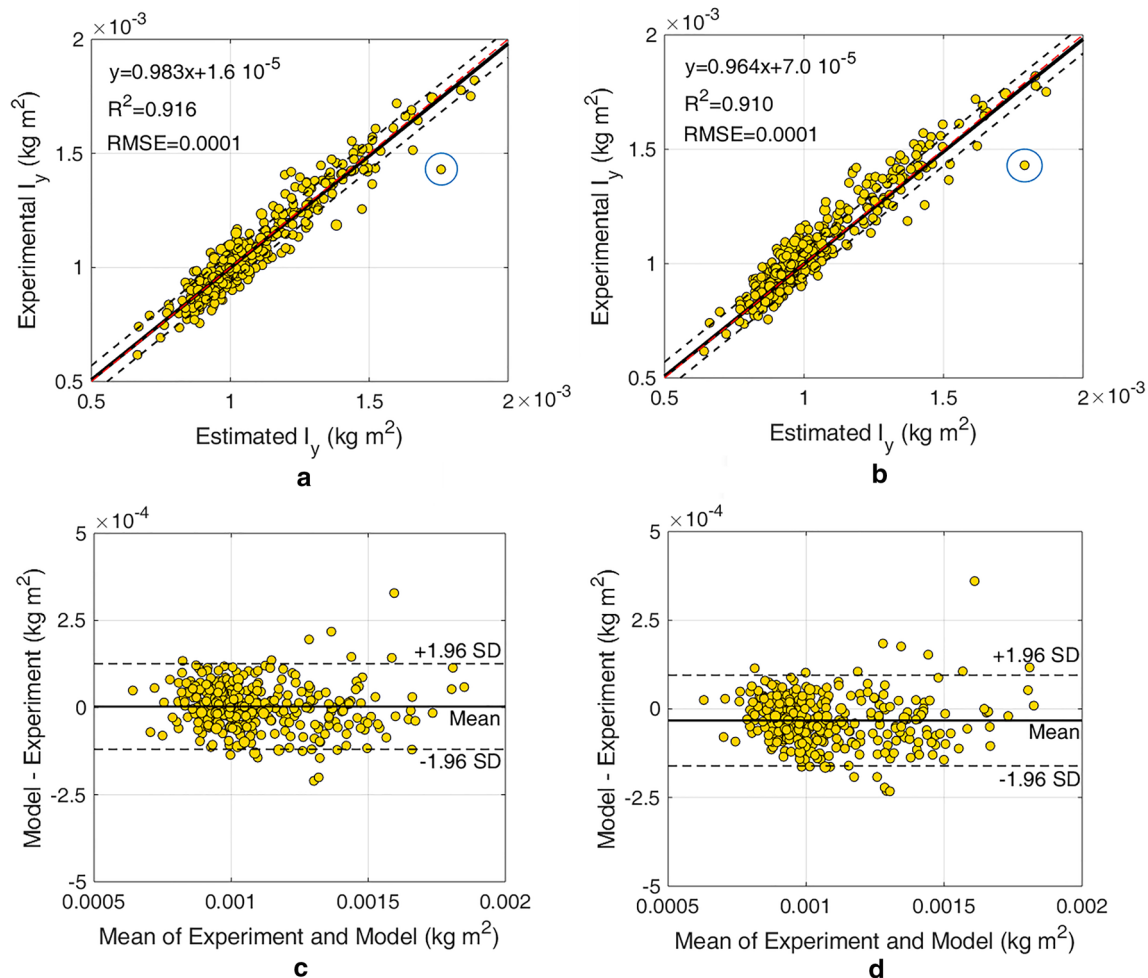 ×10⁻³
2
y=0.983x+1.6 10⁻⁵
R²=0.916
RMSE=0.0001
1.5
1
0.5
Experimental I_y (kg m²)
0.5 1 1.5 2×10⁻³
Estimated I_y (kg m²)
a
×10⁻³
2
y=0.964x+7.0 10⁻⁵
R²=0.910
RMSE=0.0001
1.5
1
0.5
Experimental I_y (kg m²)
0.5 1 1.5 2×10⁻³
Estimated I_y (kg m²)
b
×10⁻⁴
5
2.5
+1.96 SD
0
Mean
-1.96 SD
-2.5
-5
Model - Experiment (kg m²)
0.0005 0.001 0.0015 0.002
Mean of Experiment and Model (kg m²)
c
×10⁻⁴
5
2.5
+1.96 SD
0
Mean
-1.96 SD
-2.5
-5
Model - Experiment (kg m²)
0.0005 0.001 0.0015 0.002
Mean of Experiment and Model (kg m²)
d